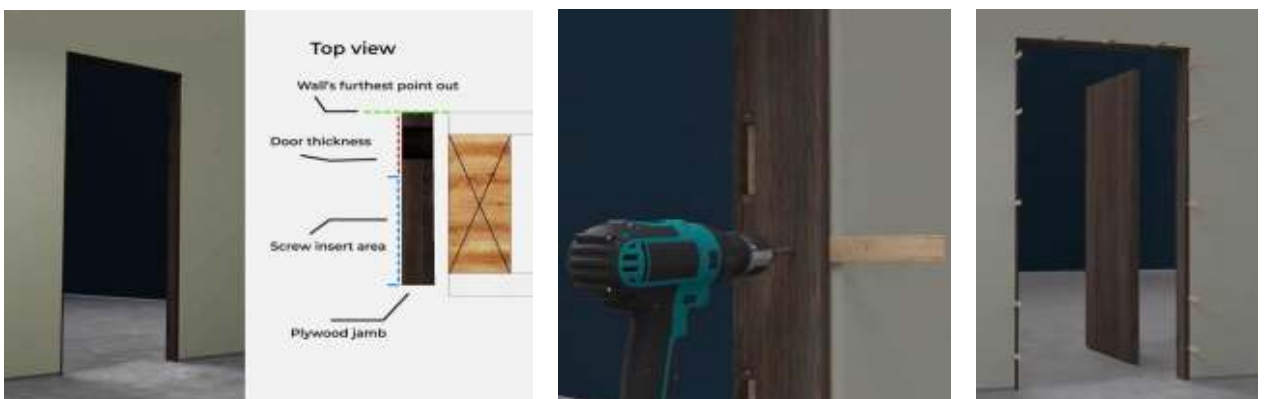 Top view
Wall's furthest point out
Door thickness
Screw insert area
Plywood jamb